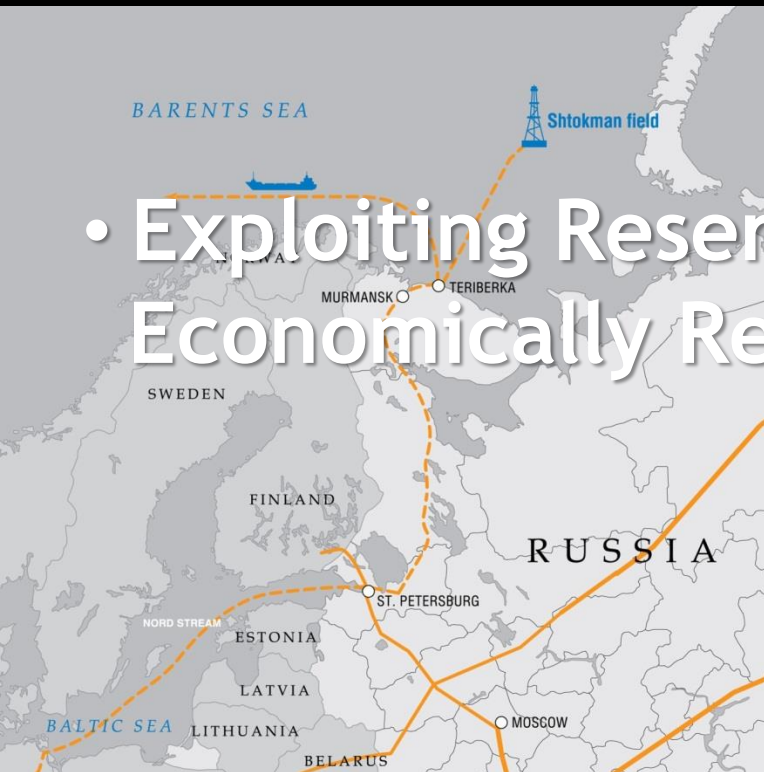 BARENTS SEA
Shtokman field
• Exploiting Reser
NORWA
TERIBERKA
MURMANSK
Economically Re
SWEDEN
FINLAND
RUSSIA
ST. PETERSBURG
NORD STREAM
ESTONIA
LATVIA
MOSCOW
BALTIC SEA
LITHUANIA
BELARUS